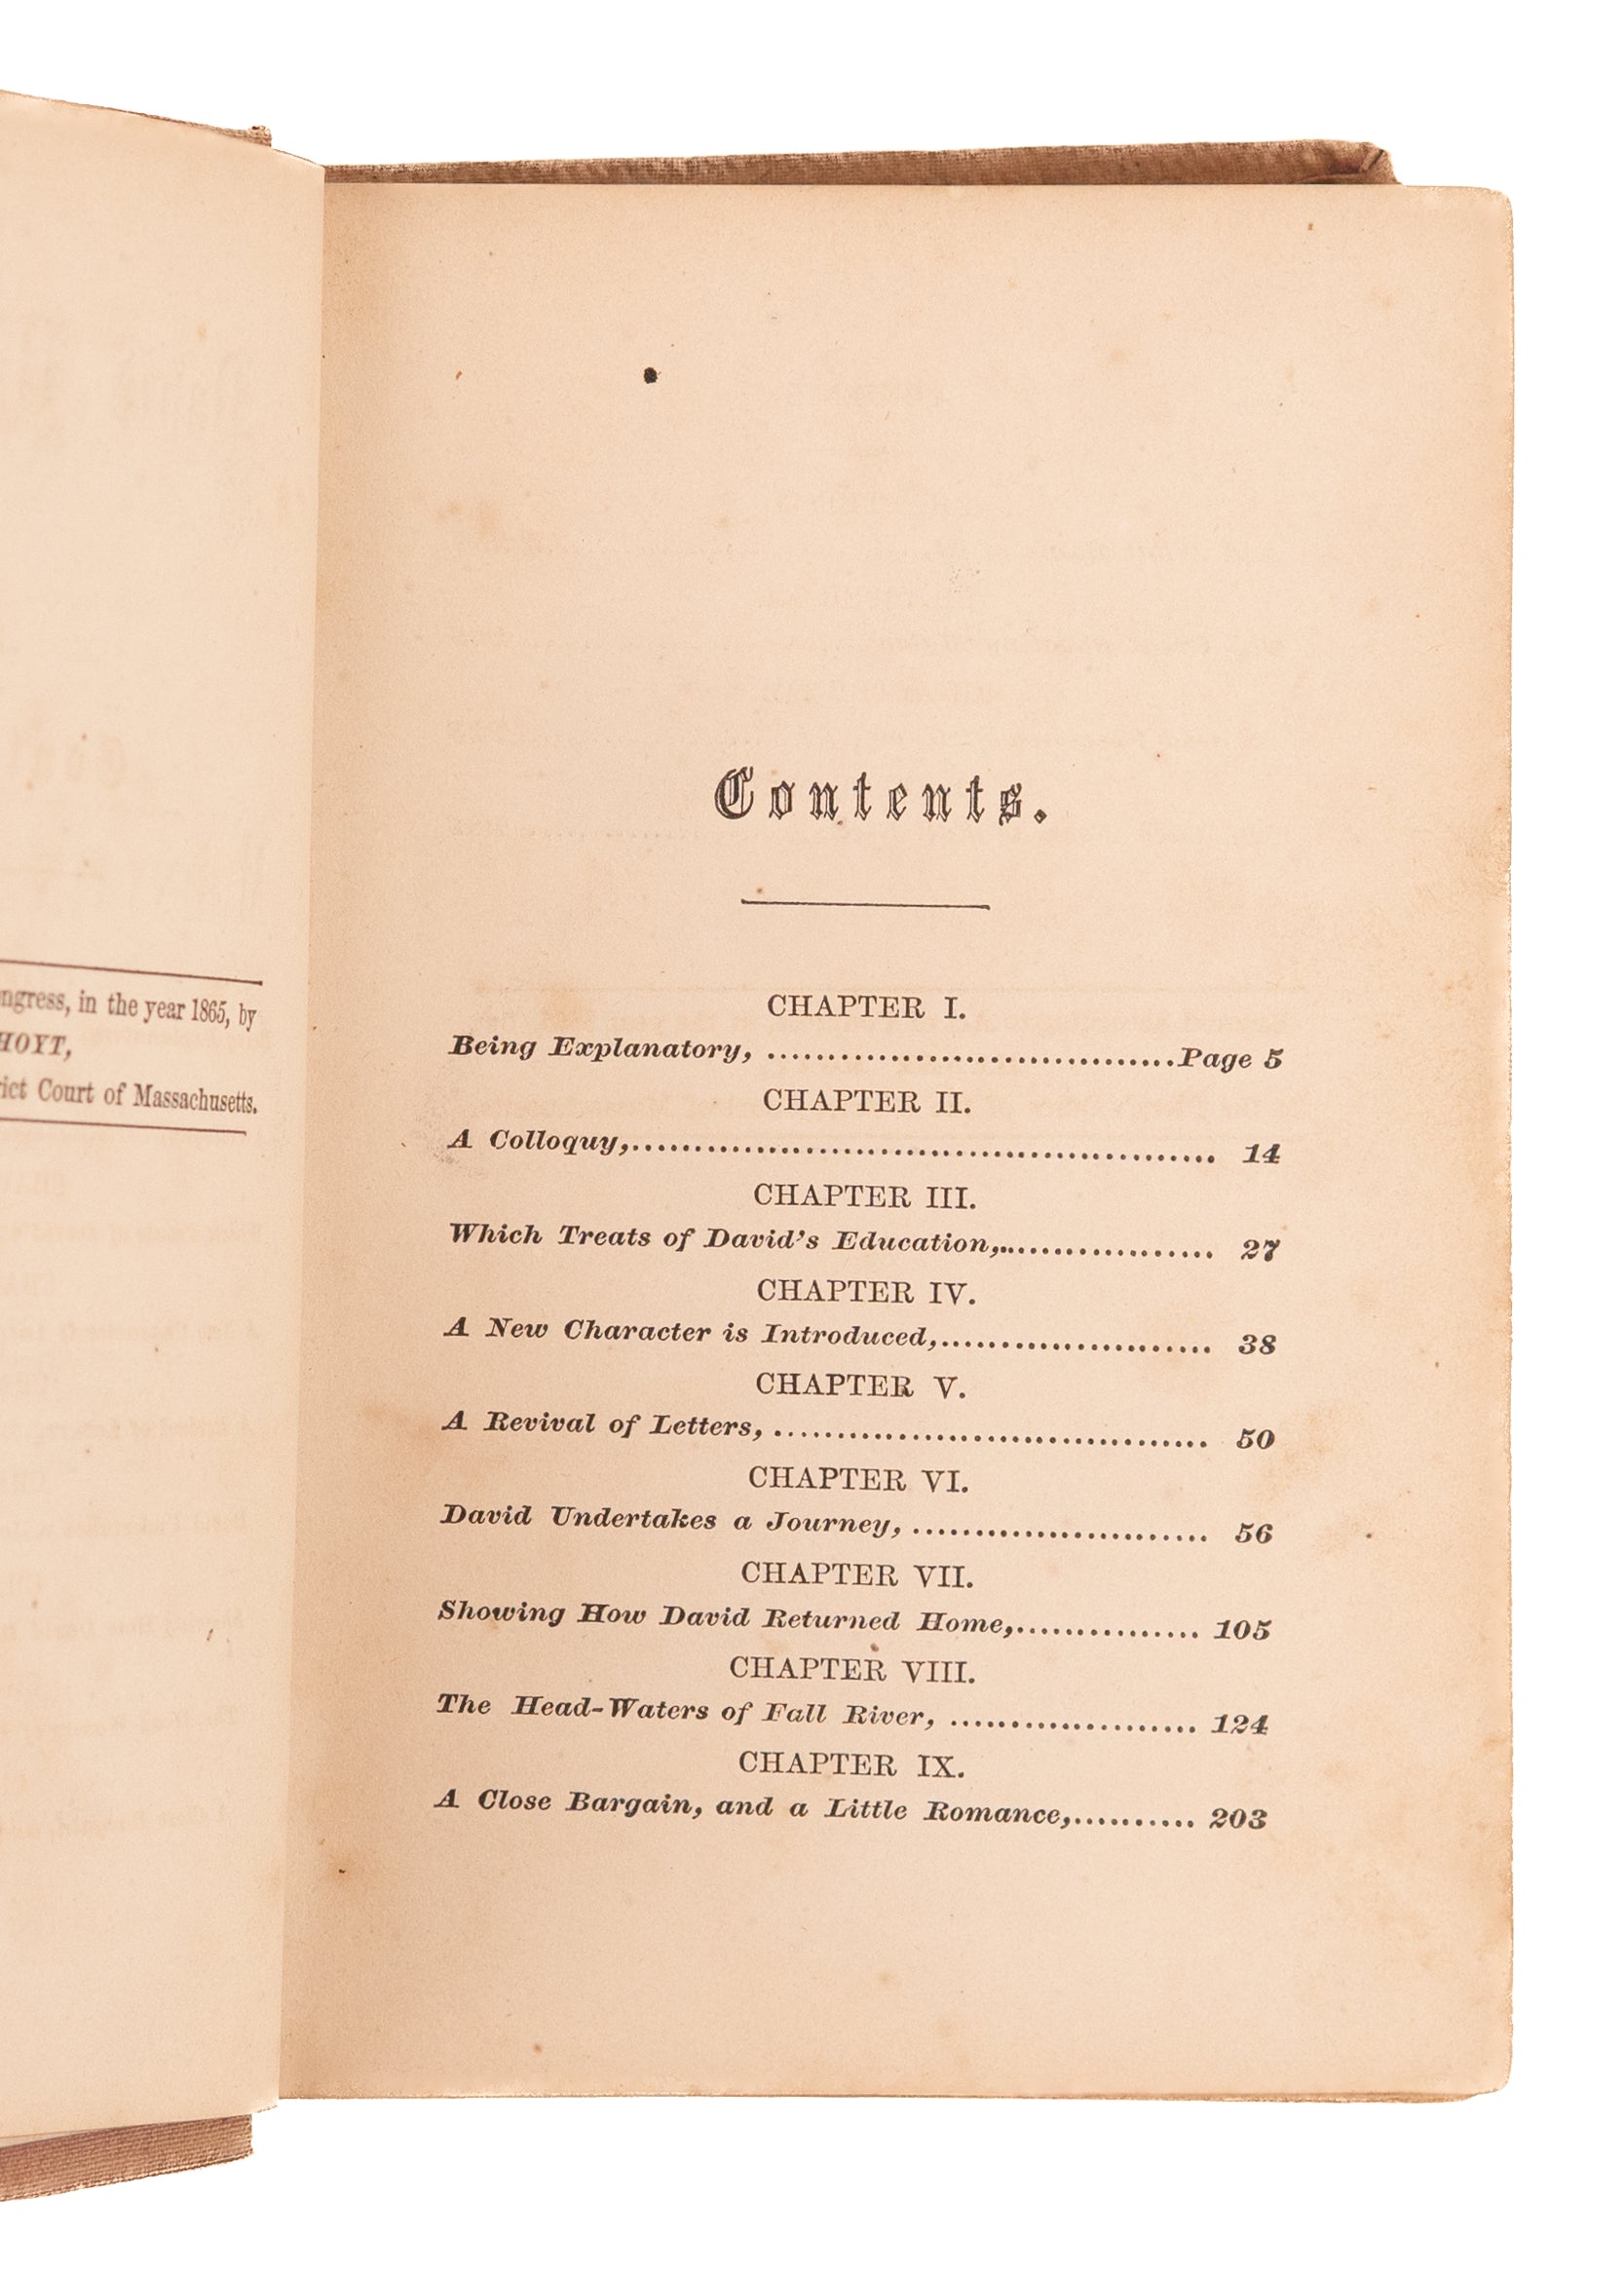 ongress, in the year 1865, by
HOYT,
rict Court of Massachusetts.
Contents.
CHAPTER I.
Being Explanatory, ..................................Page 5
CHAPTER II.
A Colloquy,................................................ 14
CHAPTER III.
Which Treats of David's Education,.................. 27
CHAPTER IV.
A New Character is Introduced,...................... 38
CHAPTER V.
A Revival of Letters, .................................... 50
CHAPTER VI.
David Undertakes a Journey, ........................ 56
CHAPTER VII.
Showing How David Returned Home,............... 105
CHAPTER VIII.
The Head-Waters of Fall River, .................... 124
CHAPTER IX.
A Close Bargain, and a Little Romance,.......... 203